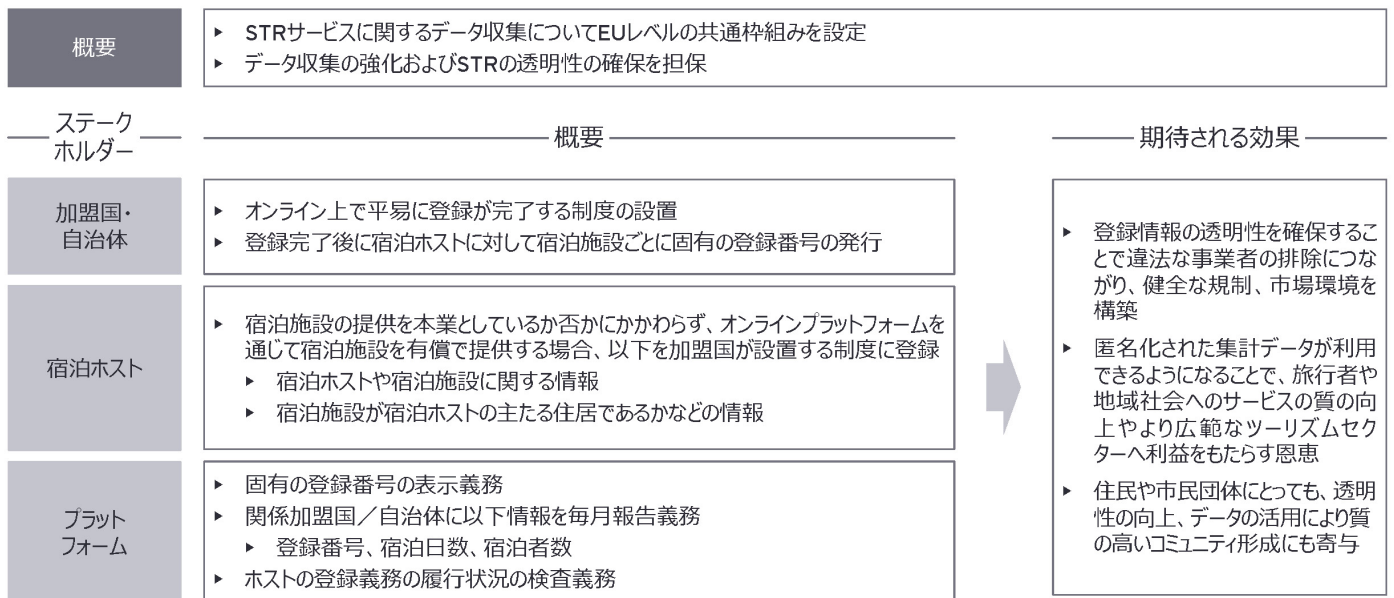 概要
▶ STRサービスに関するデータ収集についてEUレベルの共通枠組みを設定
▶ データ収集の強化およびSTRの透明性の確保を担保
ステーク
ホルダー
概要
期待される効果
加盟国・
自治体
▶ オンライン上で平易に登録が完了する制度の設置
▶ 登録完了後に宿泊ホストに対して宿泊施設ごとに固有の登録番号の発行
宿泊ホスト
▶ 宿泊施設の提供を本業としているか否かにかかわらず、オンラインプラットフォームを
通じて宿泊施設を有償で提供する場合、以下を加盟国が設置する制度に登録
▶ 宿泊ホストや宿泊施設に関する情報
▶ 宿泊施設が宿泊ホストの主たる住居であるかなどの情報
プラット
フォーム
▶ 固有の登録番号の表示義務
▶ 関係加盟国／自治体に以下情報を毎月報告義務
▶ 登録番号、宿泊日数、宿泊者数
▶ ホストの登録義務の履行状況の検査義務
▶ 登録情報の透明性を確保するこ
とで違法な事業者の排除につな
がり、健全な規制、市場環境を
構築
▶ 匿名化された集計データが利用
できるようになることで、旅行者や
地域社会へのサービスの質の向
上やより広範なツーリズムセク
ターへ利益をもたらす恩恵
▶ 住民や市民団体にとっても、透明
性の向上、データの活用により質
の高いコミュニティ形成にも寄与